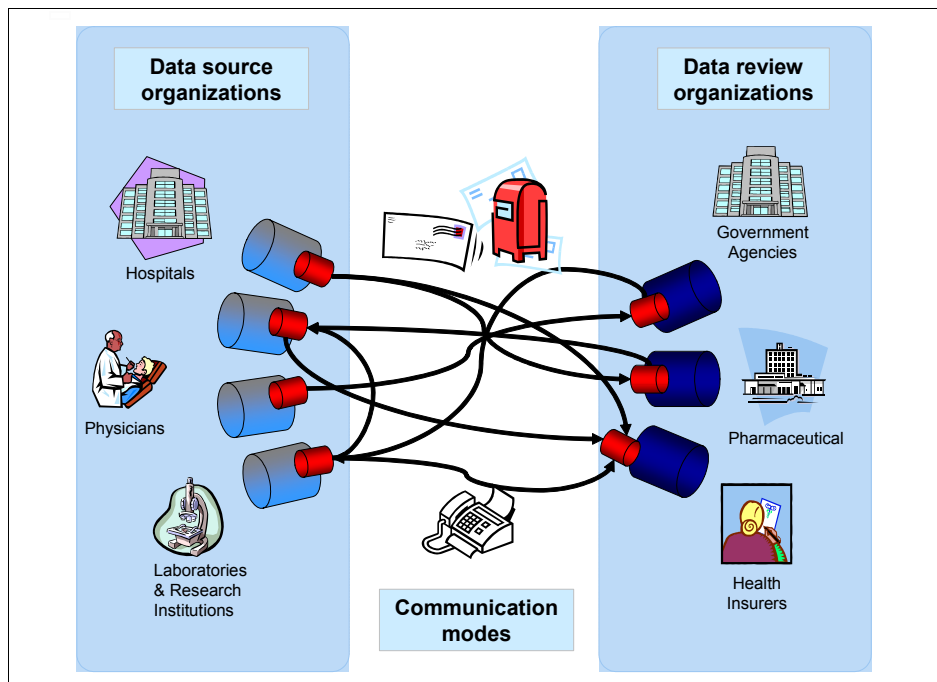 Data source
organizations
Hospitals
Physicians
Laboratories
& Research
Institutions
Communication
modes
Data review
organizations
Government
Agencies
Pharmaceutical
Health
Insurers